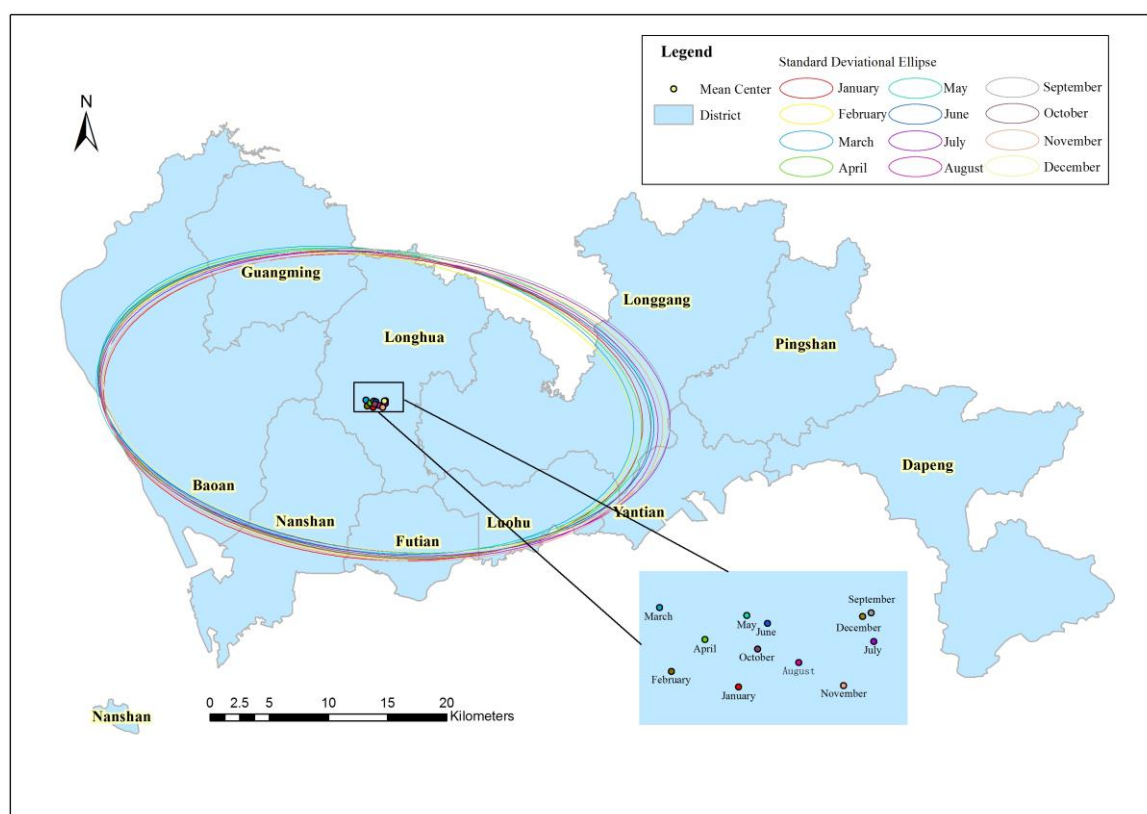 Legend
Standard Deviational Ellipse
Mean Center
District
January
February
March
April
May
June
July
August
September
October
November
December
N
Guangming
Longhua
Longgang
Pingshan
Dapeng
Baoan
Nanshan
Futian
Luohu
Yantian
March
May
June
September
December
April
October
July
August
February
January
November
Nanshan
0 2.5 5 10 15 20
Kilometers